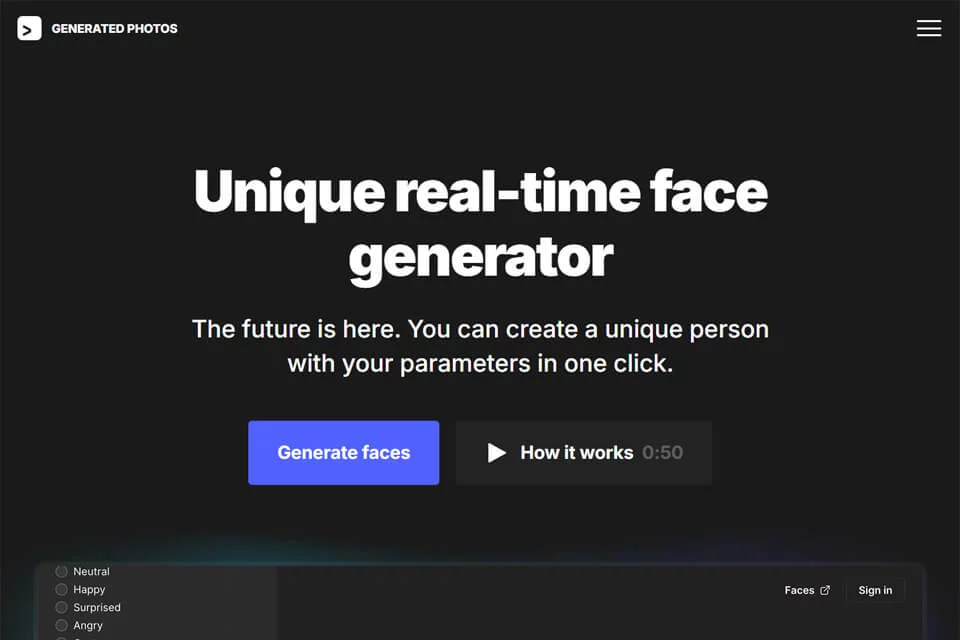 GENERATED PHOTOS
Unique real-time face
generator
The future is here. You can create a unique person
with your parameters in one click.
Generate faces
How it works 0:50
Neutral
Happy
Surprised
Angry
Faces
Sign in